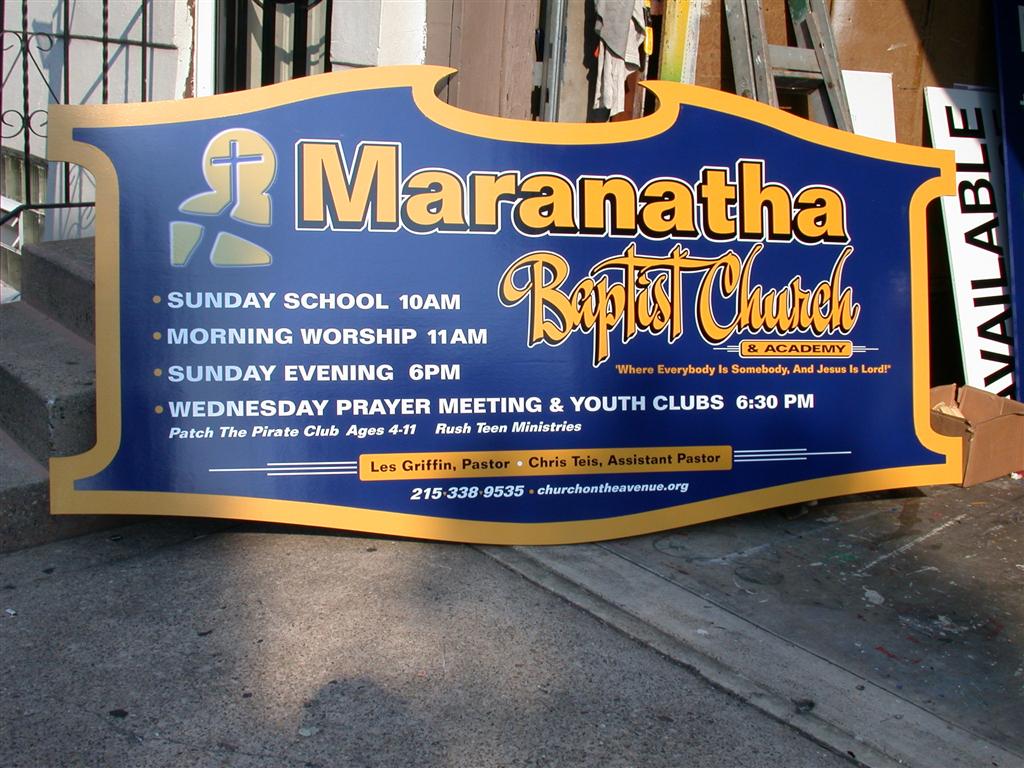 Maranatha
Baptist Church
& ACADEMY
"Where Everybody Is Somebody, And Jesus Is Lord!"
• SUNDAY SCHOOL 10AM
• MORNING WORSHIP 11AM
• SUNDAY EVENING 6PM
• WEDNESDAY PRAYER MEETING & YOUTH CLUBS 6:30 PM
Patch The Pirate Club Ages 4-11 Rush Teen Ministries
Les Griffin, Pastor • Chris Teis, Assistant Pastor
215•338•9535 • churchontheavenue.org
AVAILABLE